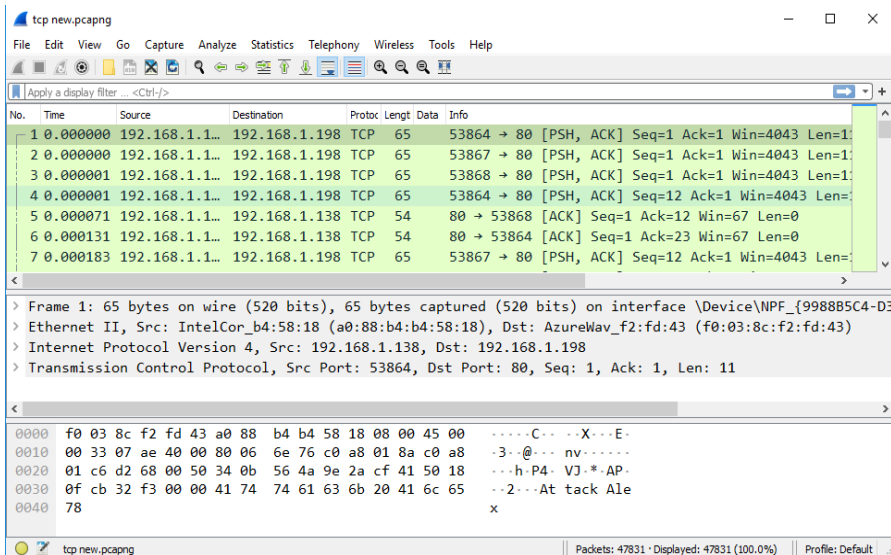 tcp new.pcapng
File Edit View Go Capture Analyze Statistics Telephony Wireless Tools Help
Apply a display filter ... <Ctrl-/>
No. Time Source Destination Protoc Lengt Data Info
1 0.000000 192.168.1.1… 192.168.1.198 TCP 65 53864 → 80 [PSH, ACK] Seq=1 Ack=1 Win=4043 Len=11
2 0.000000 192.168.1.1… 192.168.1.198 TCP 65 53867 → 80 [PSH, ACK] Seq=1 Ack=1 Win=4043 Len=11
3 0.000001 192.168.1.1… 192.168.1.198 TCP 65 53868 → 80 [PSH, ACK] Seq=1 Ack=1 Win=4043 Len=11
4 0.000001 192.168.1.1… 192.168.1.198 TCP 65 53864 → 80 [PSH, ACK] Seq=12 Ack=1 Win=4043 Len=
5 0.000071 192.168.1.1… 192.168.1.138 TCP 54 80 → 53868 [ACK] Seq=1 Ack=12 Win=67 Len=0
6 0.000131 192.168.1.1… 192.168.1.138 TCP 54 80 → 53864 [ACK] Seq=1 Ack=23 Win=67 Len=0
7 0.000183 192.168.1.1… 192.168.1.198 TCP 65 53867 → 80 [PSH, ACK] Seq=12 Ack=1 Win=4043 Len=
Frame 1: 65 bytes on wire (520 bits), 65 bytes captured (520 bits) on interface \Device\NPF_{9988B5C4-D3
Ethernet II, Src: IntelCor_b4:58:18 (a0:88:b4:b4:58:18), Dst: AzureWav_f2:fd:43 (f0:03:8c:f2:fd:43)
Internet Protocol Version 4, Src: 192.168.1.138, Dst: 192.168.1.198
Transmission Control Protocol, Src Port: 53864, Dst Port: 80, Seq: 1, Ack: 1, Len: 11
0000 f0 03 8c f2 fd 43 a0 88 b4 b4 58 18 08 00 45 00 ·····C·· ··X···E·
0010 00 33 07 ae 40 00 80 06 6e 76 c0 a8 01 8a c0 a8 ·3··@··· nv······
0020 01 c6 d2 68 00 50 34 0b 56 4a 9e 2a cf 41 50 18 ···h·P4· VJ·*·AP·
0030 0f cb 32 f3 00 00 41 74 74 61 63 6b 20 41 6c 65 ··2···At tack Ale
0040 78 x
tcp new.pcapng Packets: 47831 · Displayed: 47831 (100.0%) Profile: Default